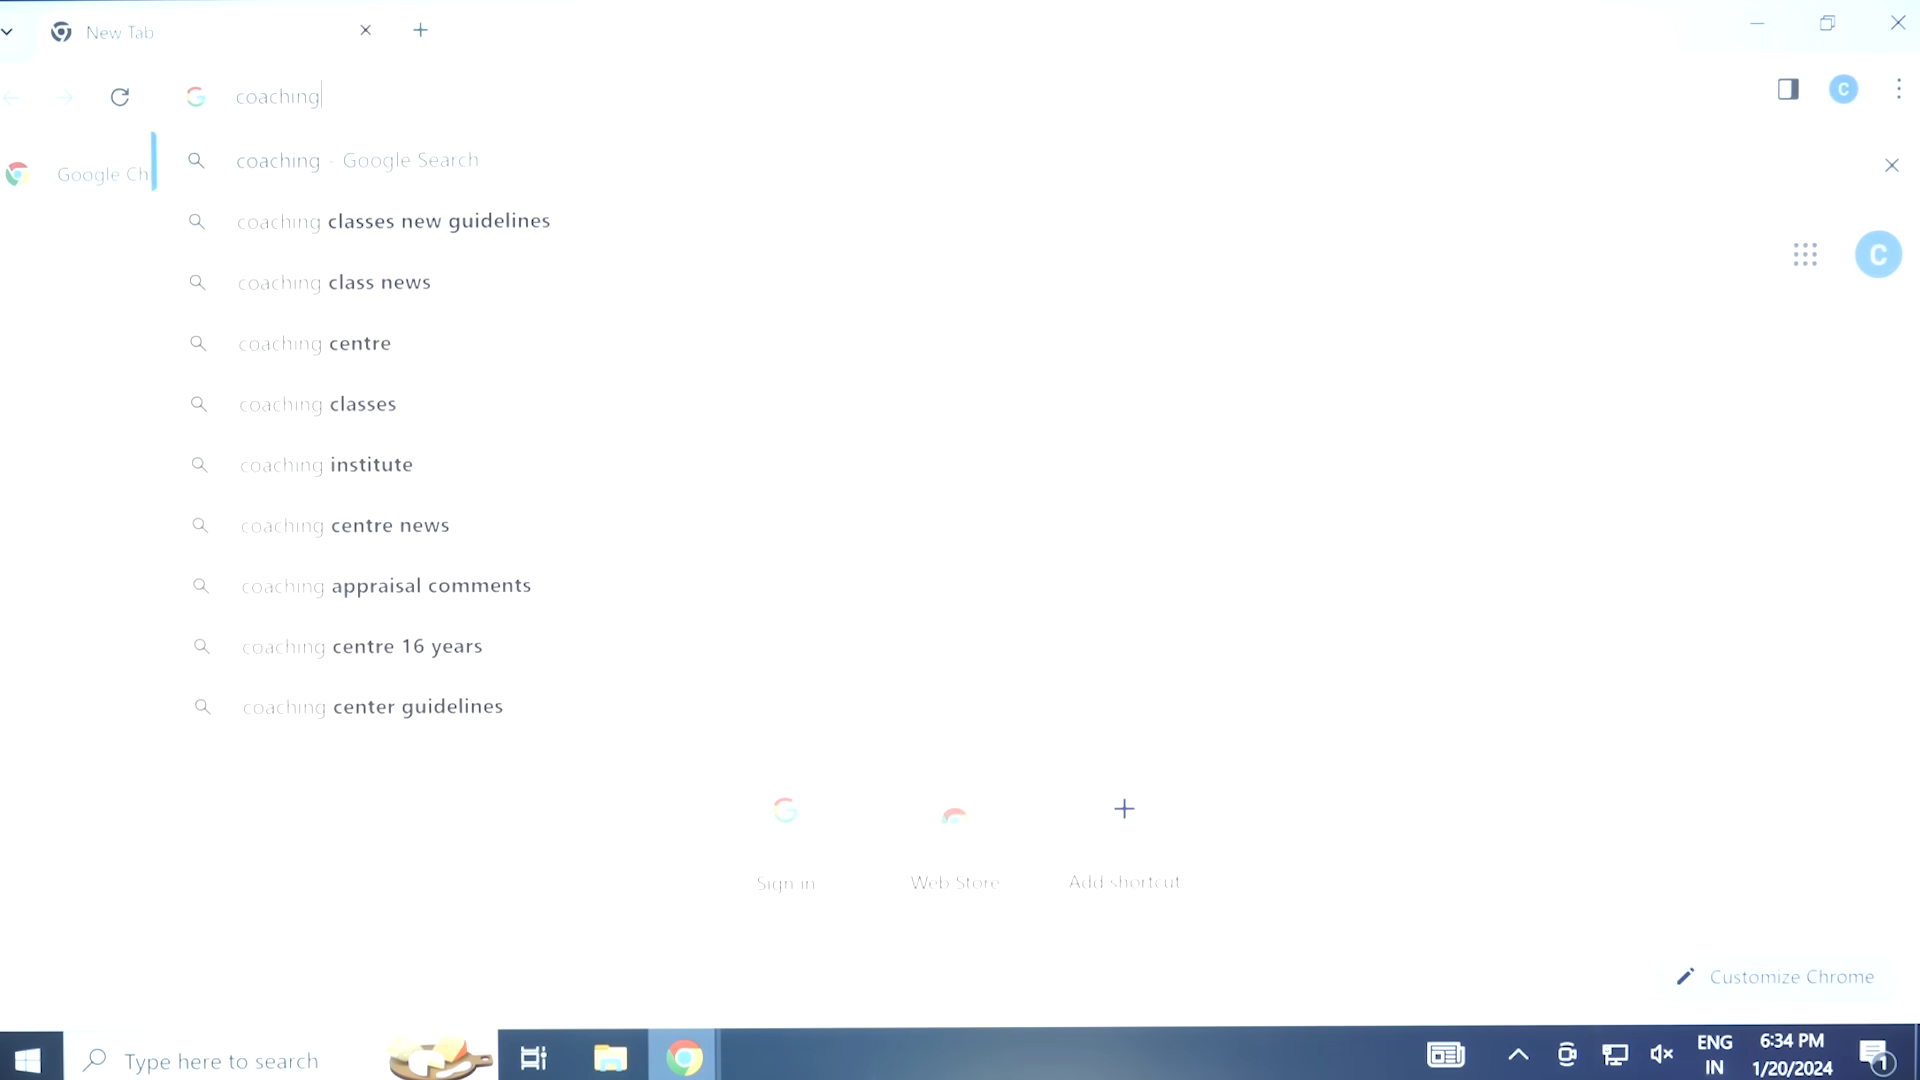 New Tab
coaching
C
Google Ch
coaching - Google Search
coaching classes new guidelines
C
coaching class news
coaching centre
coaching classes
coaching institute
coaching centre news
coaching appraisal comments
coaching centre 16 years
coaching center guidelines
Sign in
Web Store
Add shortcut
Customize Chrome
Type here to search
ENG
IN
6:34 PM
1/20/2024
1